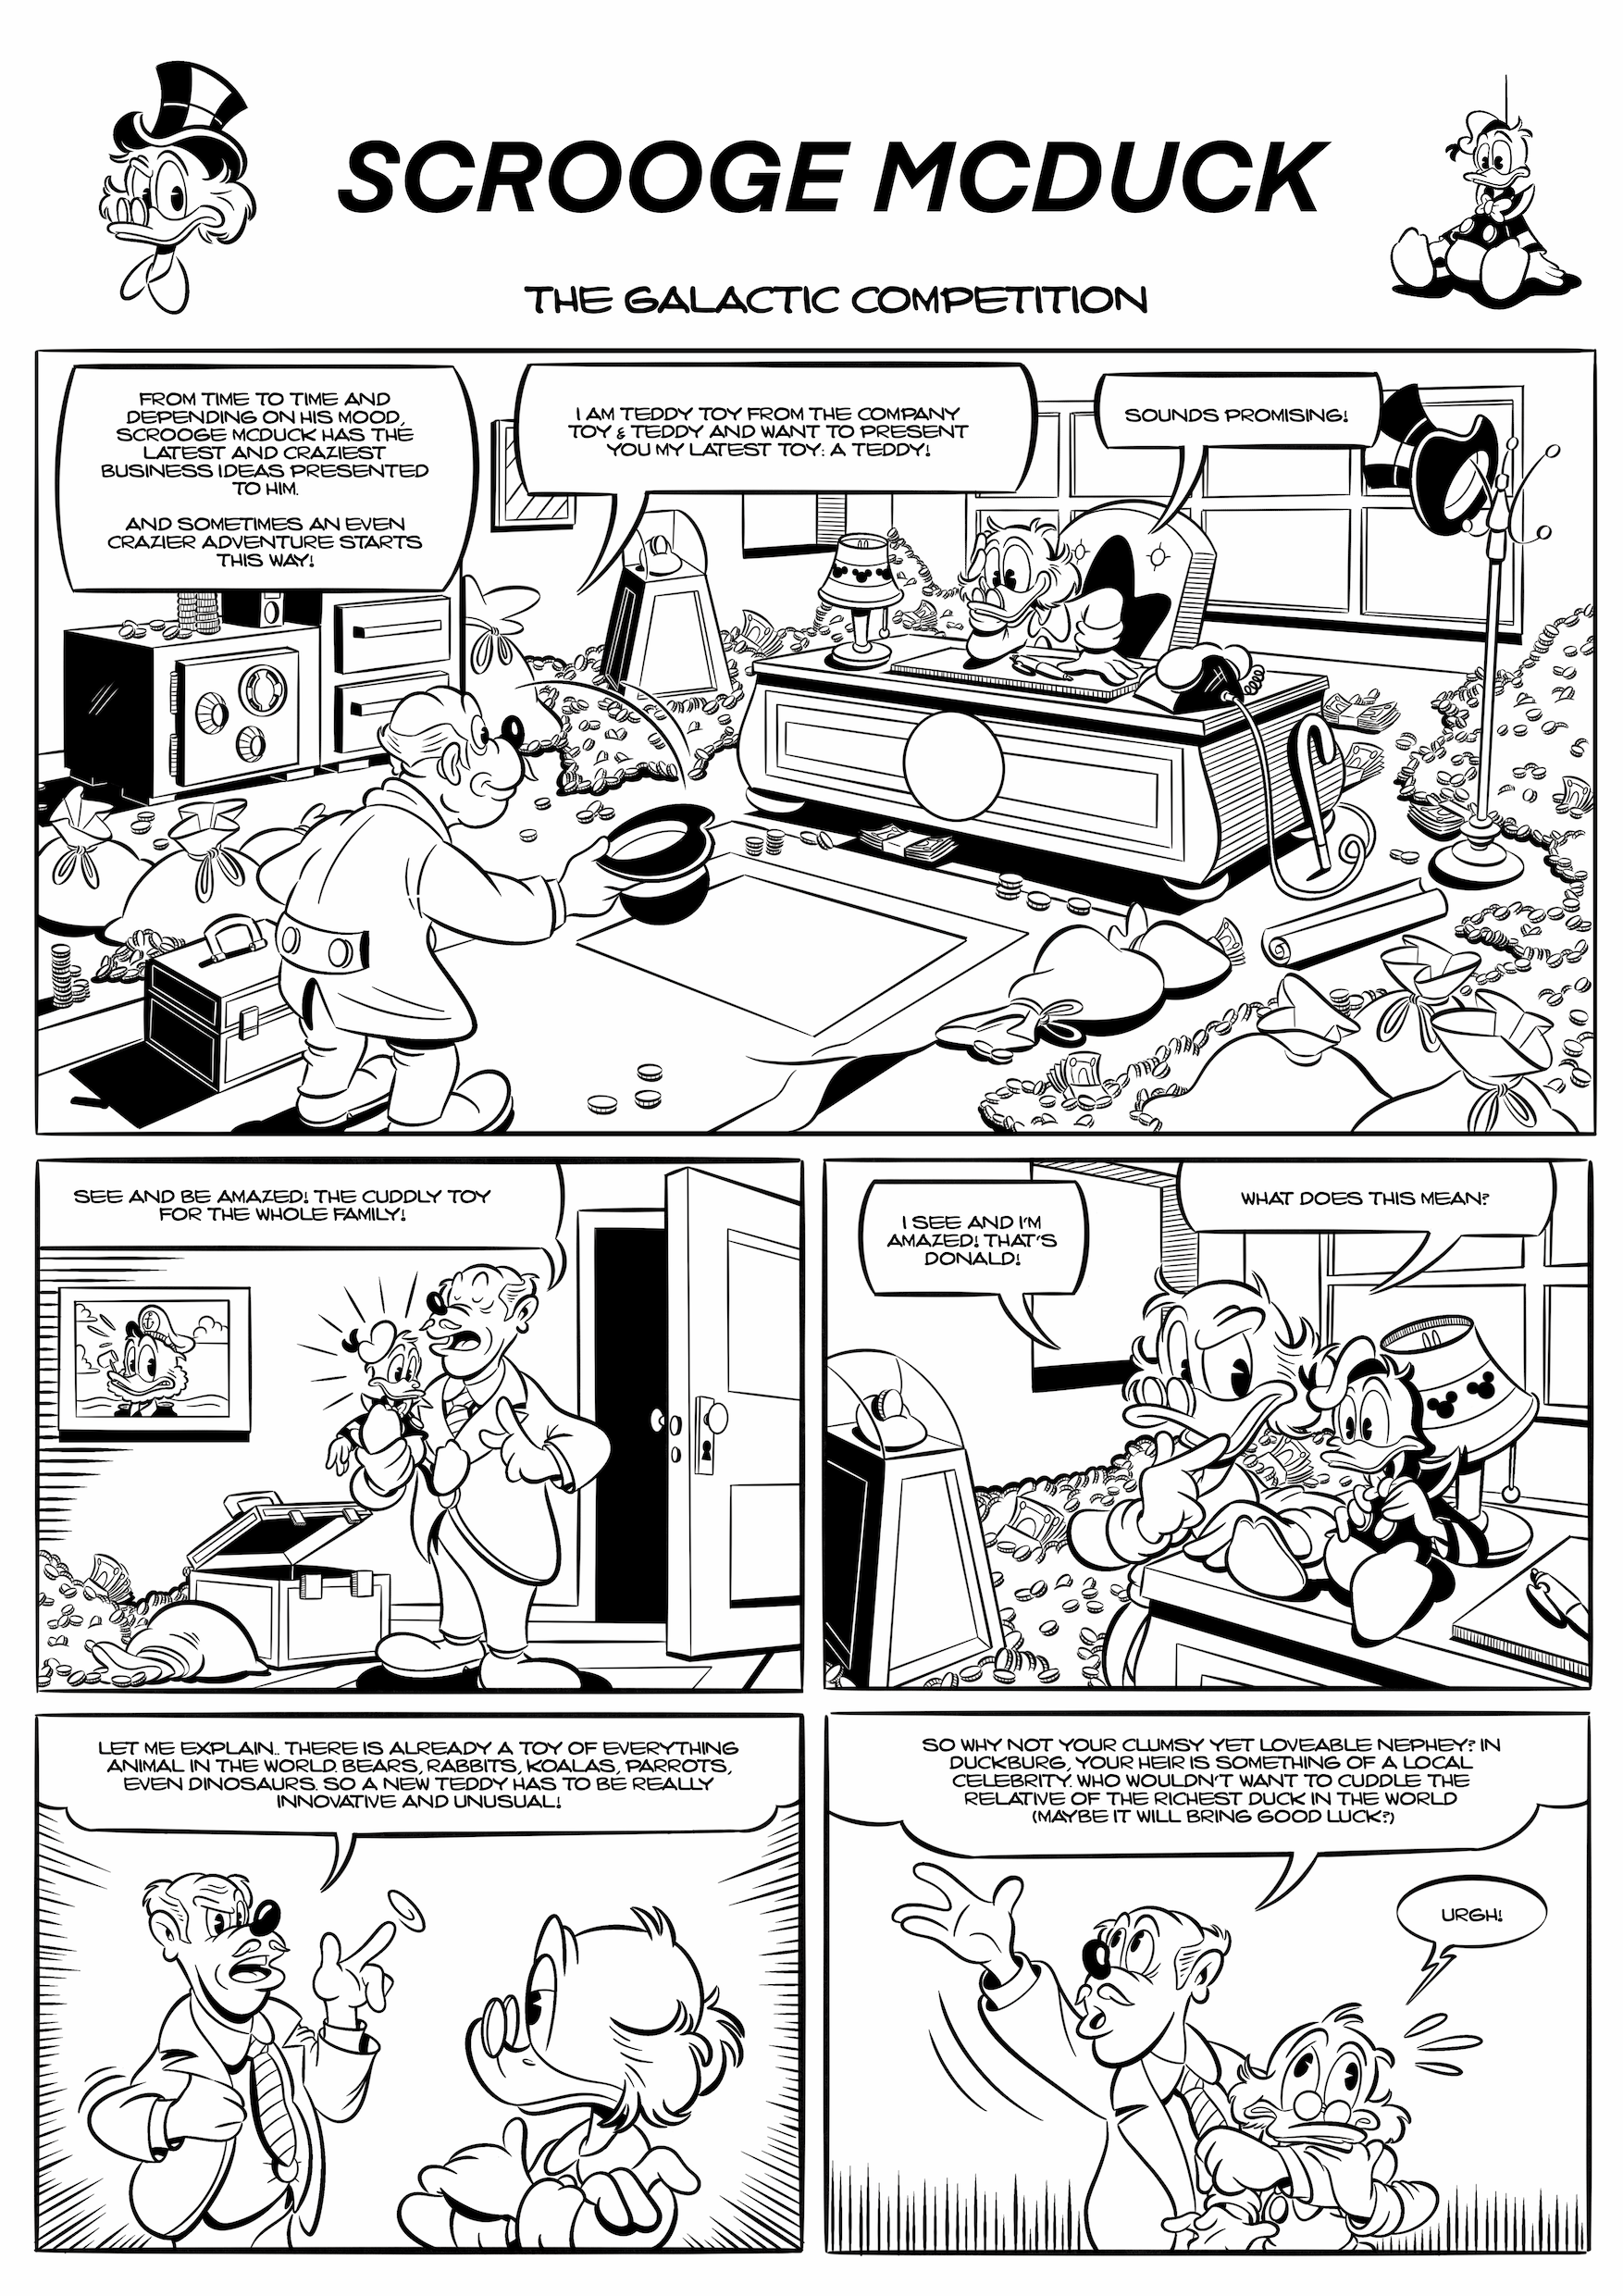 SCROOGE MCDUCK
THE GALACTIC COMPETITION
FROM TIME TO TIME AND
DEPENDING ON HIS MOOD,
SCROOGE MCDUCK HAS THE
LATEST AND CRAZIEST
BUSINESS IDEAS PRESENTED
TO HIM.
AND SOMETIMES AN EVEN
CRAZIER ADVENTURE STARTS
THIS WAY!
I AM TEDDY TOY FROM THE COMPANY
TOY & TEDDY AND WANT TO PRESENT
YOU MY LATEST TOY: A TEDDY!
SOUNDS PROMISING!
SEE AND BE AMAZED! THE CUDDLY TOY
FOR THE WHOLE FAMILY!
I SEE AND I'M
AMAZED! THAT'S
DONALD!
WHAT DOES THIS MEAN?
LET ME EXPLAIN.. THERE IS ALREADY A TOY OF EVERYTHING
ANIMAL IN THE WORLD. BEARS, RABBITS, KOALAS, PARROTS,
EVEN DINOSAURS. SO A NEW TEDDY HAS TO BE REALLY
INNOVATIVE AND UNUSUAL!
SO WHY NOT YOUR CLUMSY YET LOVEABLE NEPHEY? IN
DUCKBURG, YOUR HEIR IS SOMETHING OF A LOCAL
CELEBRITY. WHO WOULDN'T WANT TO CUDDLE THE
RELATIVE OF THE RICHEST DUCK IN THE WORLD
(MAYBE IT WILL BRING GOOD LUCK?)
URGH!